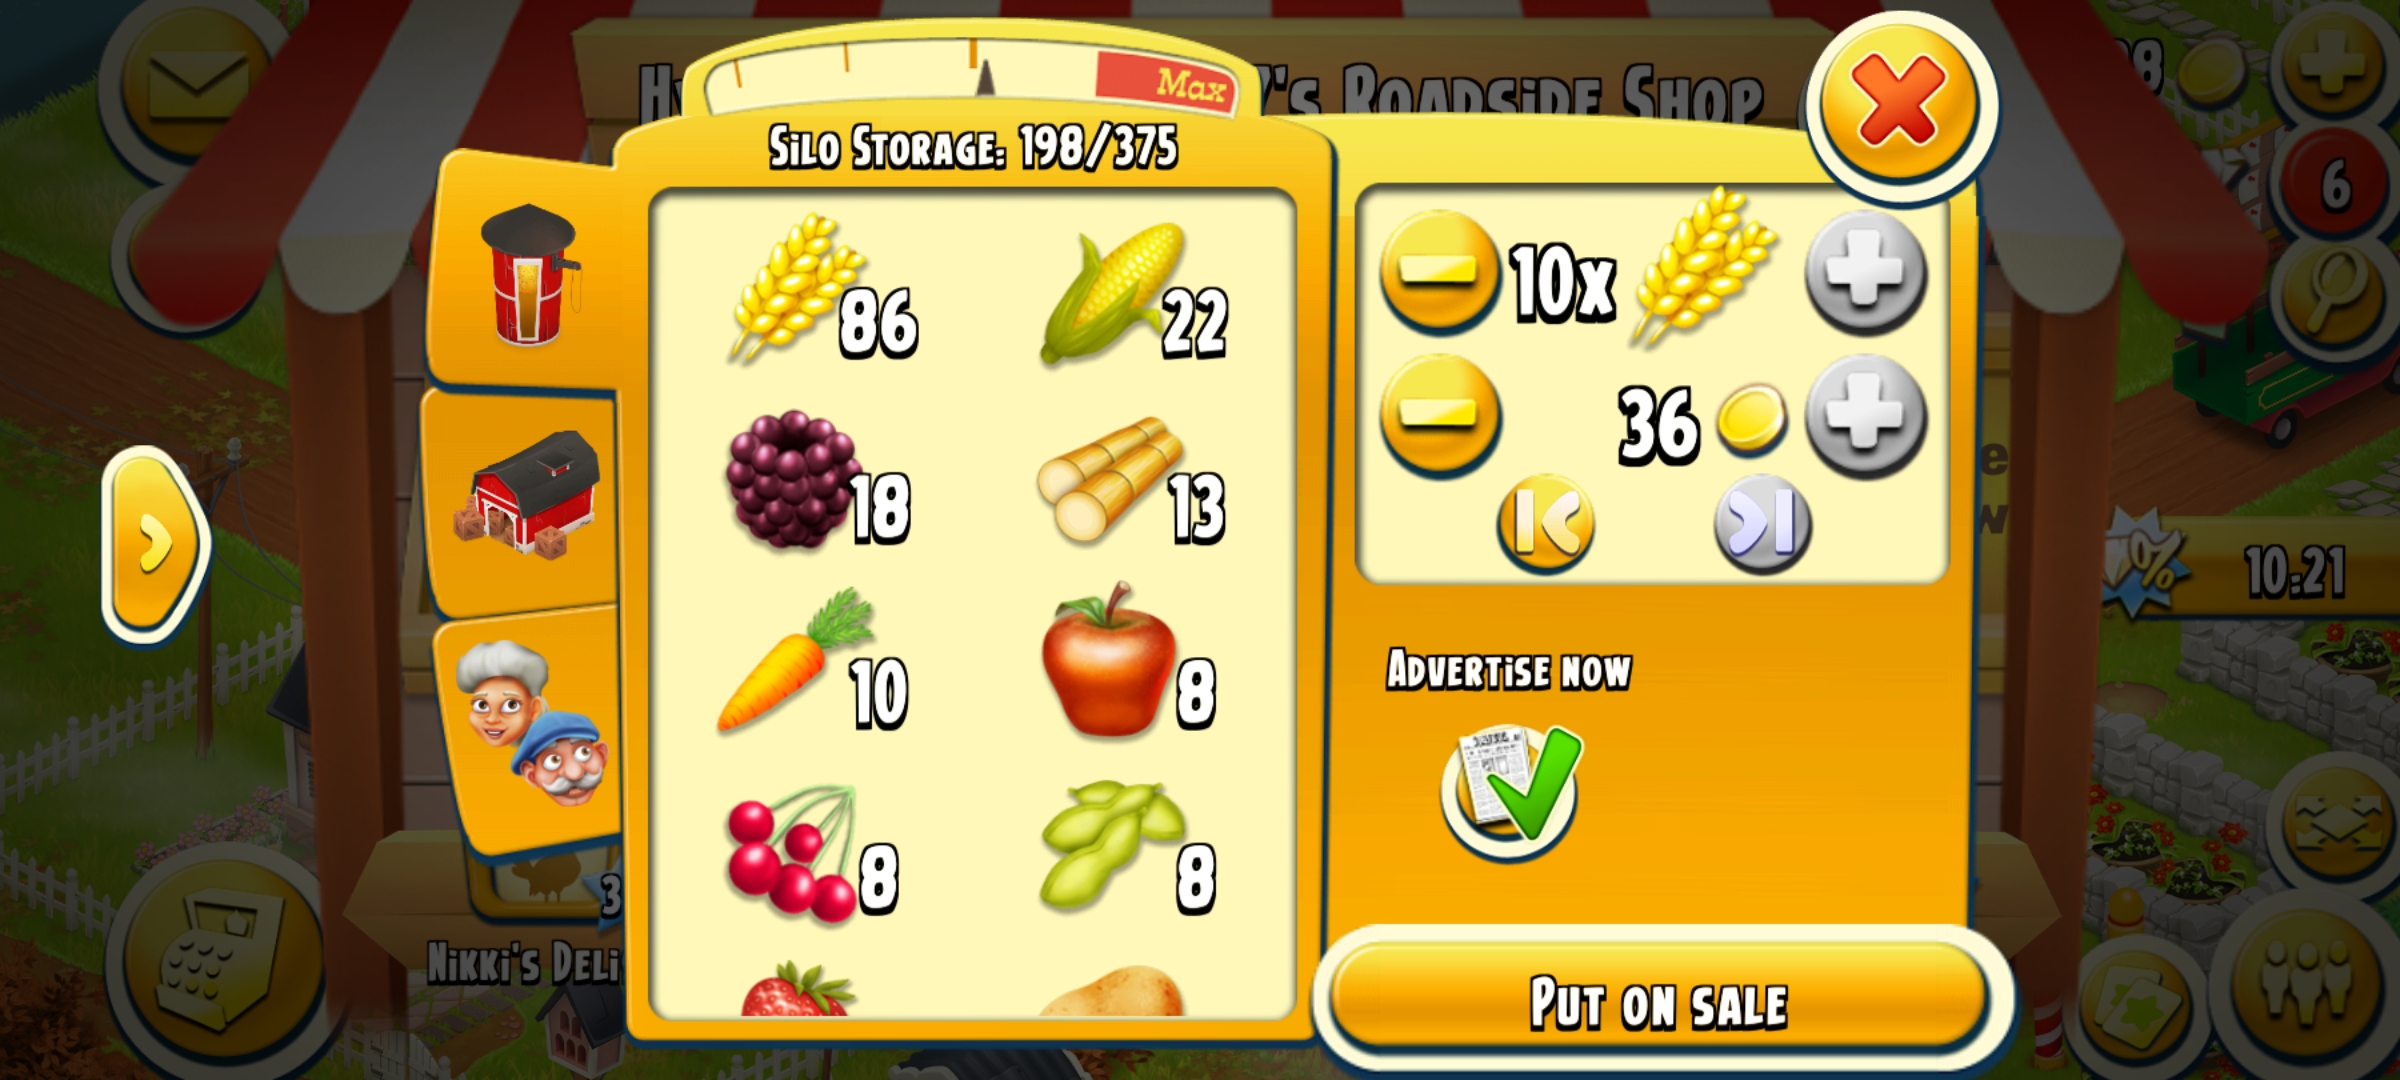 Max
's Roadside Shop
Silo Storage: 198/375
6
86
22
10x
18
13
36
10
8
10:21
Advertise now
8
8
3
Nikki's Deli
Put on sale